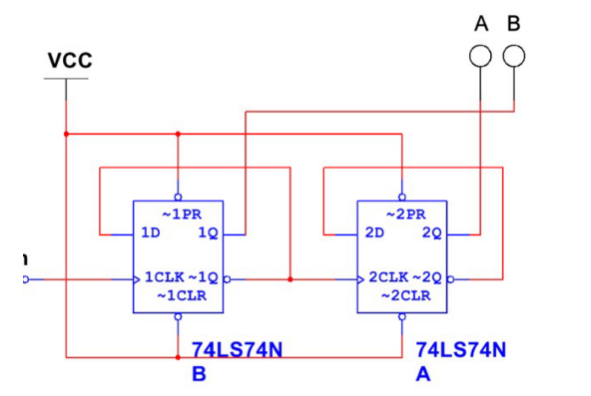 A B
VCC
~1PR
~2PR
1D 1Q
2D 2Q
1CLK ~1Q
2CLK ~2Q
~1CLR
~2CLR
74LS74N
74LS74N
B
A